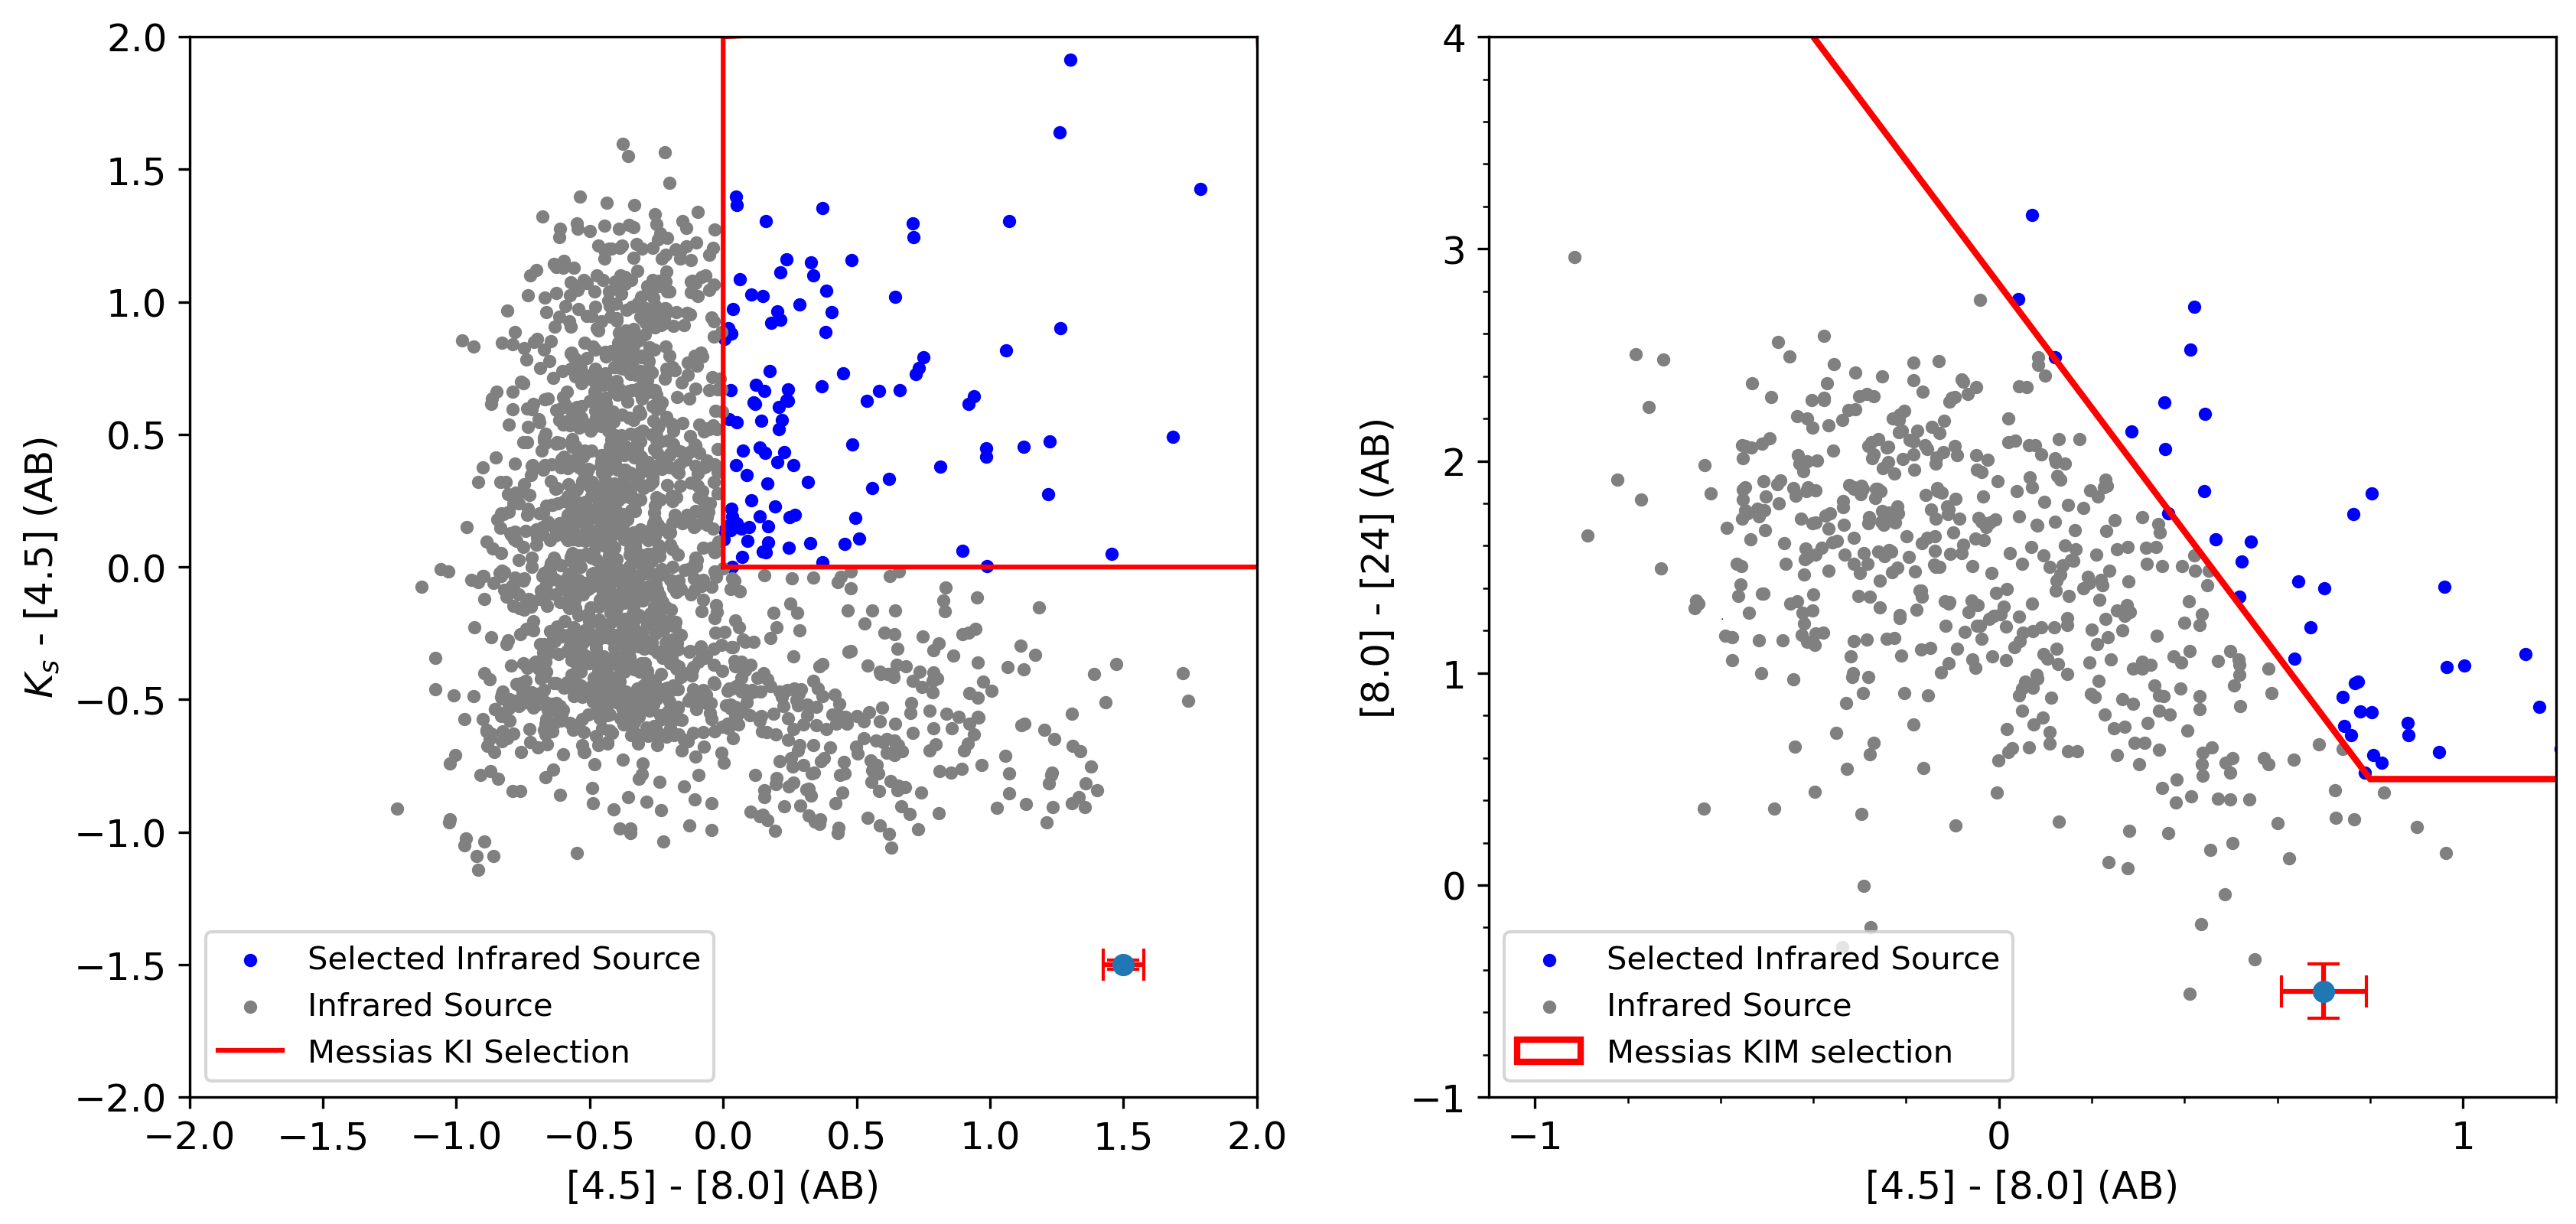 2.0
1.5
1.0
0.5
0.0
−0.5
−1.0
−1.5
−2.0
K_s - [4.5] (AB)
Selected Infrared Source
Infrared Source
Messias KI Selection
−2.0 −1.5 −1.0 −0.5 0.0 0.5 1.0 1.5 2.0
[4.5] - [8.0] (AB)
4
3
2
1
0
−1
[8.0] - [24] (AB)
Selected Infrared Source
Infrared Source
Messias KIM selection
−1 0 1
[4.5] - [8.0] (AB)